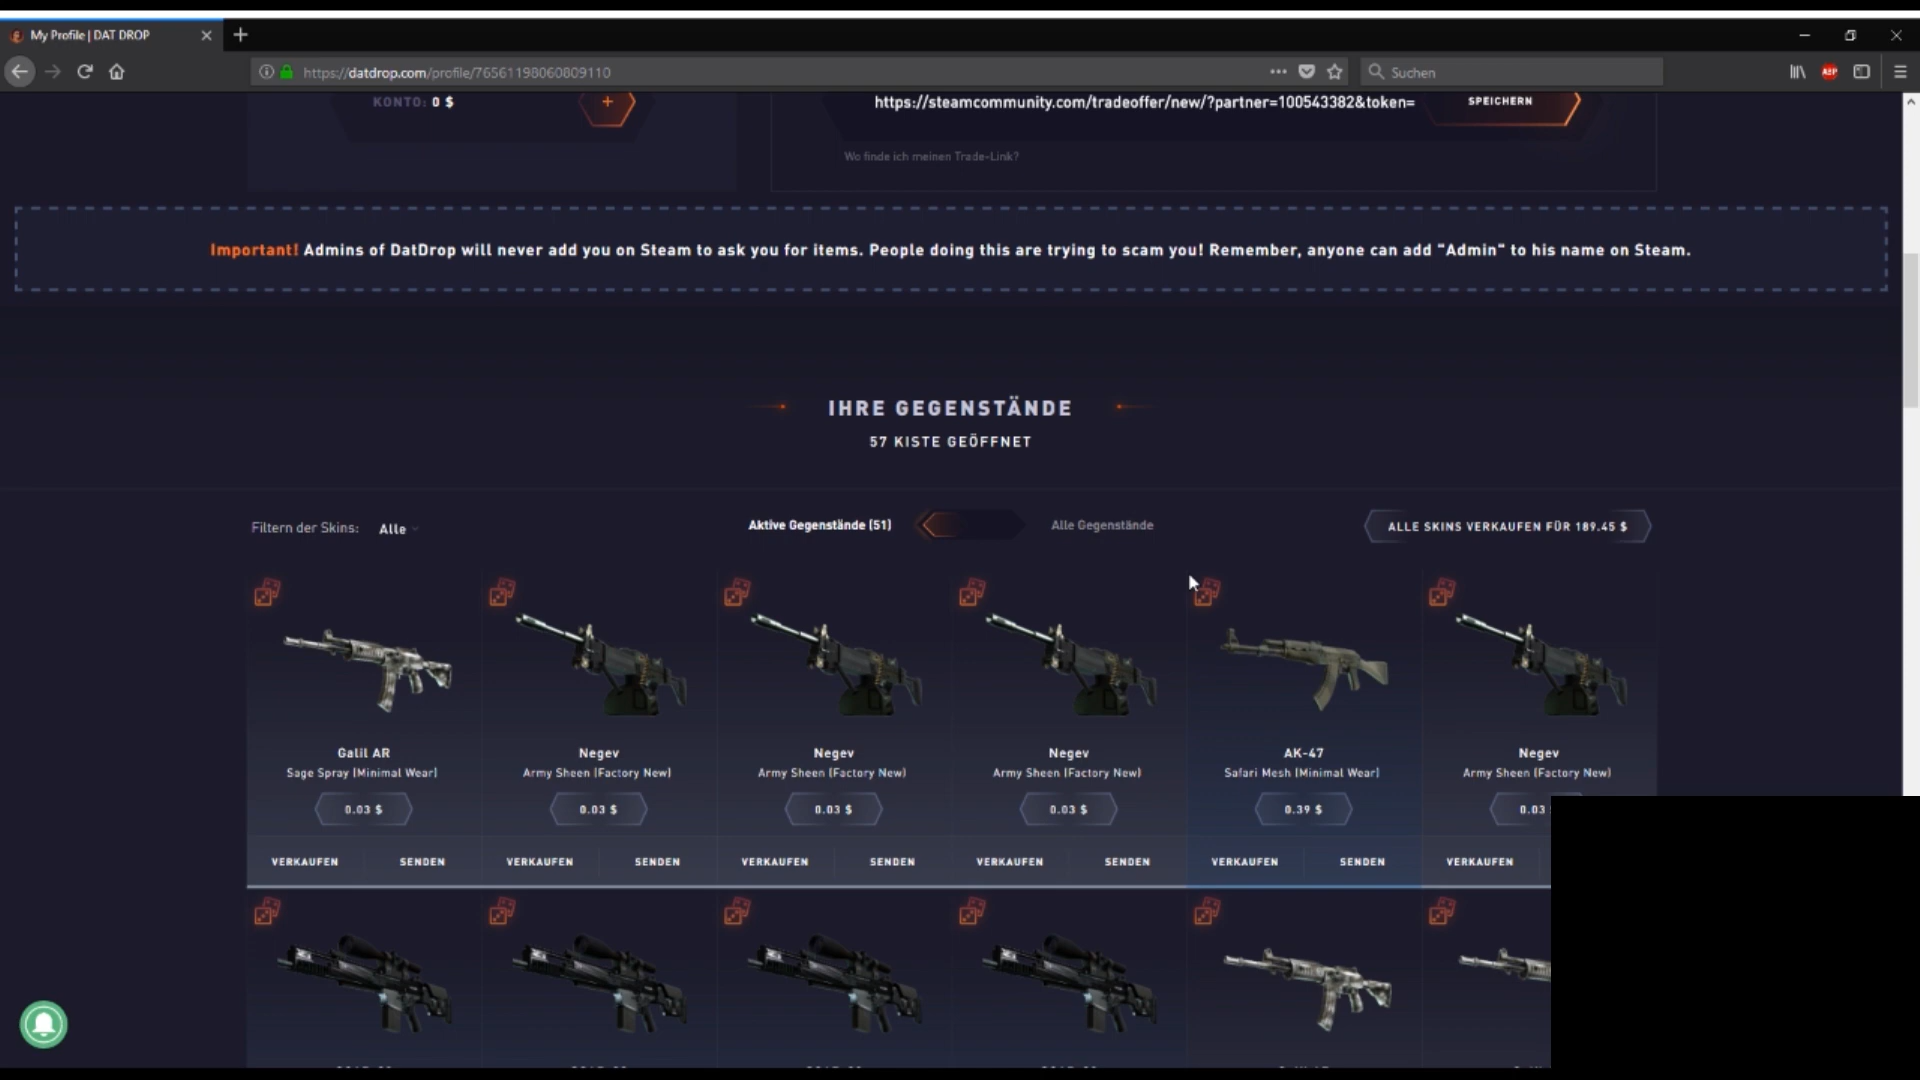 My Profile | DAT DROP
https://datdrop.com/profile/76561198060809110
Suchen
ABP
KONTO: 0 $
+
https://steamcommunity.com/tradeoffer/new/?partner=100543382&token=
SPEICHERN
Wo finde ich meinen Trade-Link?
Important! Admins of DatDrop will never add you on Steam to ask you for items. People doing this are trying to scam you! Remember, anyone can add "Admin" to his name on Steam.
IHRE GEGENSTÄNDE
57 KISTE GEÖFFNET
Filtern der Skins: Alle
Aktive Gegenstände (51)
Alle Gegenstände
ALLE SKINS VERKAUFEN FÜR 189.45 $
Galil AR
Sage Spray (Minimal Wear)
0.03 $
VERKAUFEN SENDEN
Negev
Army Sheen (Factory New)
0.03 $
VERKAUFEN SENDEN
Negev
Army Sheen (Factory New)
0.03 $
VERKAUFEN SENDEN
Negev
Army Sheen (Factory New)
0.03 $
VERKAUFEN SENDEN
AK-47
Safari Mesh (Minimal Wear)
0.39 $
VERKAUFEN SENDEN
Negev
Army Sheen (Factory New)
0.03
VERKAUFEN